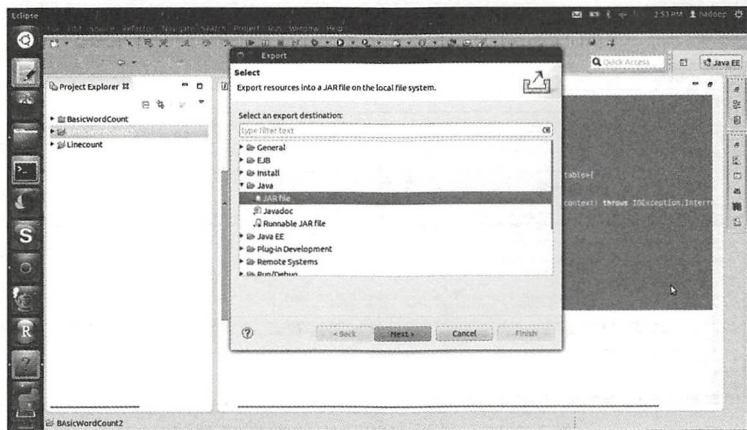 Eclipse
2:53 PM hadoop
Export
Quick Access
Java EE
Select
Export resources into a JAR file on the local file system.
Project Explorer
Select an export destination:
type filter text
BasicWordCount
Linecount
General
EJB
Install
Java
JAR file
Javadoc
Runnable JAR file
Java EE
Plug-in Development
Remote Systems
Run/Debug
table>{
context) throws IOException,Interr
< Back
Next >
Cancel
Finish
BAsicWordCount2